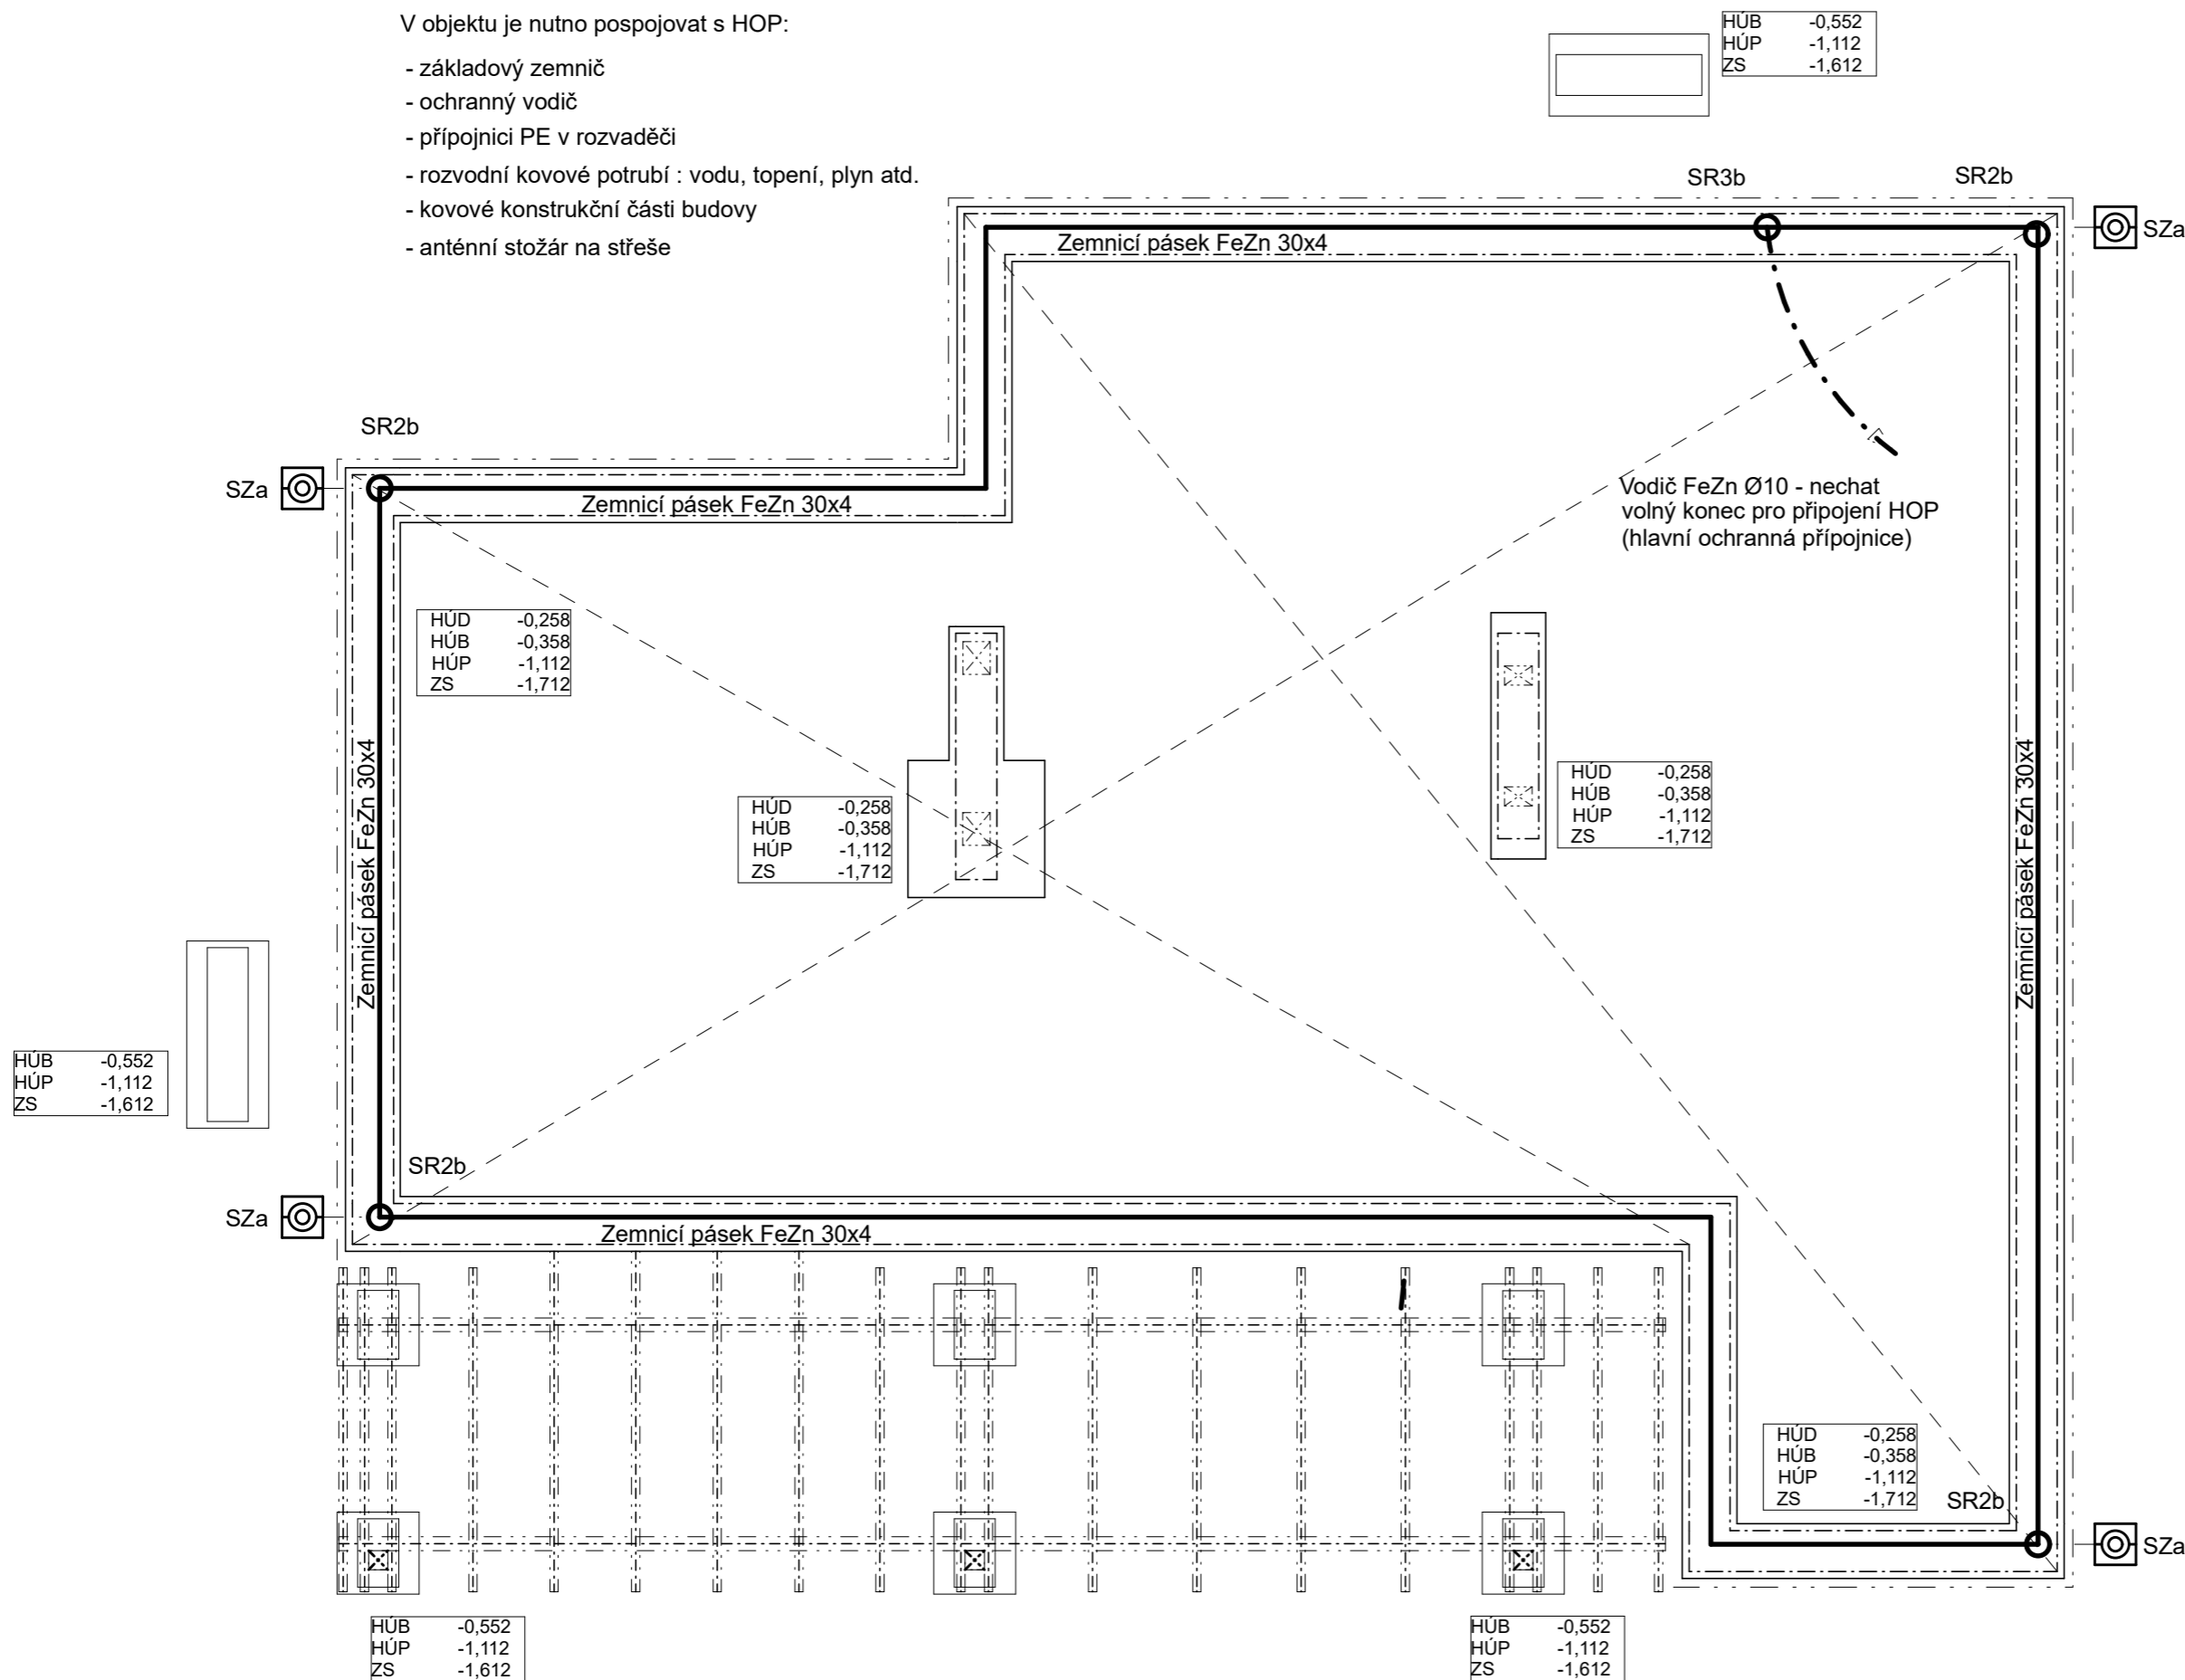 V objektu je nutno pospojovat s HOP:
- základový zemnič
- ochranný vodič
- přípojnici PE v rozvaděči
- rozvodní kovové potrubí : vodu, topení, plyn atd.
- kovové konstrukční části budovy
- anténní stožár na střeše
HÚB -0,552
HÚP -1,112
ZS -1,612
SR3b
SR2b
SZa
Zemnicí pásek FeZn 30x4
SR2b
SZa
Zemnicí pásek FeZn 30x4
Vodič FeZn Ø10 - nechat
volný konec pro připojení HOP
(hlavní ochranná přípojnice)
HÚD -0,258
HÚB -0,358
HÚP -1,112
ZS -1,712
Zemnicí pásek FeZn 30x4
HÚD -0,258
HÚB -0,358
HÚP -1,112
ZS -1,712
HÚD -0,258
HÚB -0,358
HÚP -1,112
ZS -1,712
Zemnicí pásek FeZn 30x4
HÚB -0,552
HÚP -1,112
ZS -1,612
SR2b
SZa
Zemnicí pásek FeZn 30x4
HÚD -0,258
HÚB -0,358
HÚP -1,112
ZS -1,712
SR2b
SZa
HÚB -0,552
HÚP -1,112
ZS -1,612
HÚB -0,552
HÚP -1,112
ZS -1,612